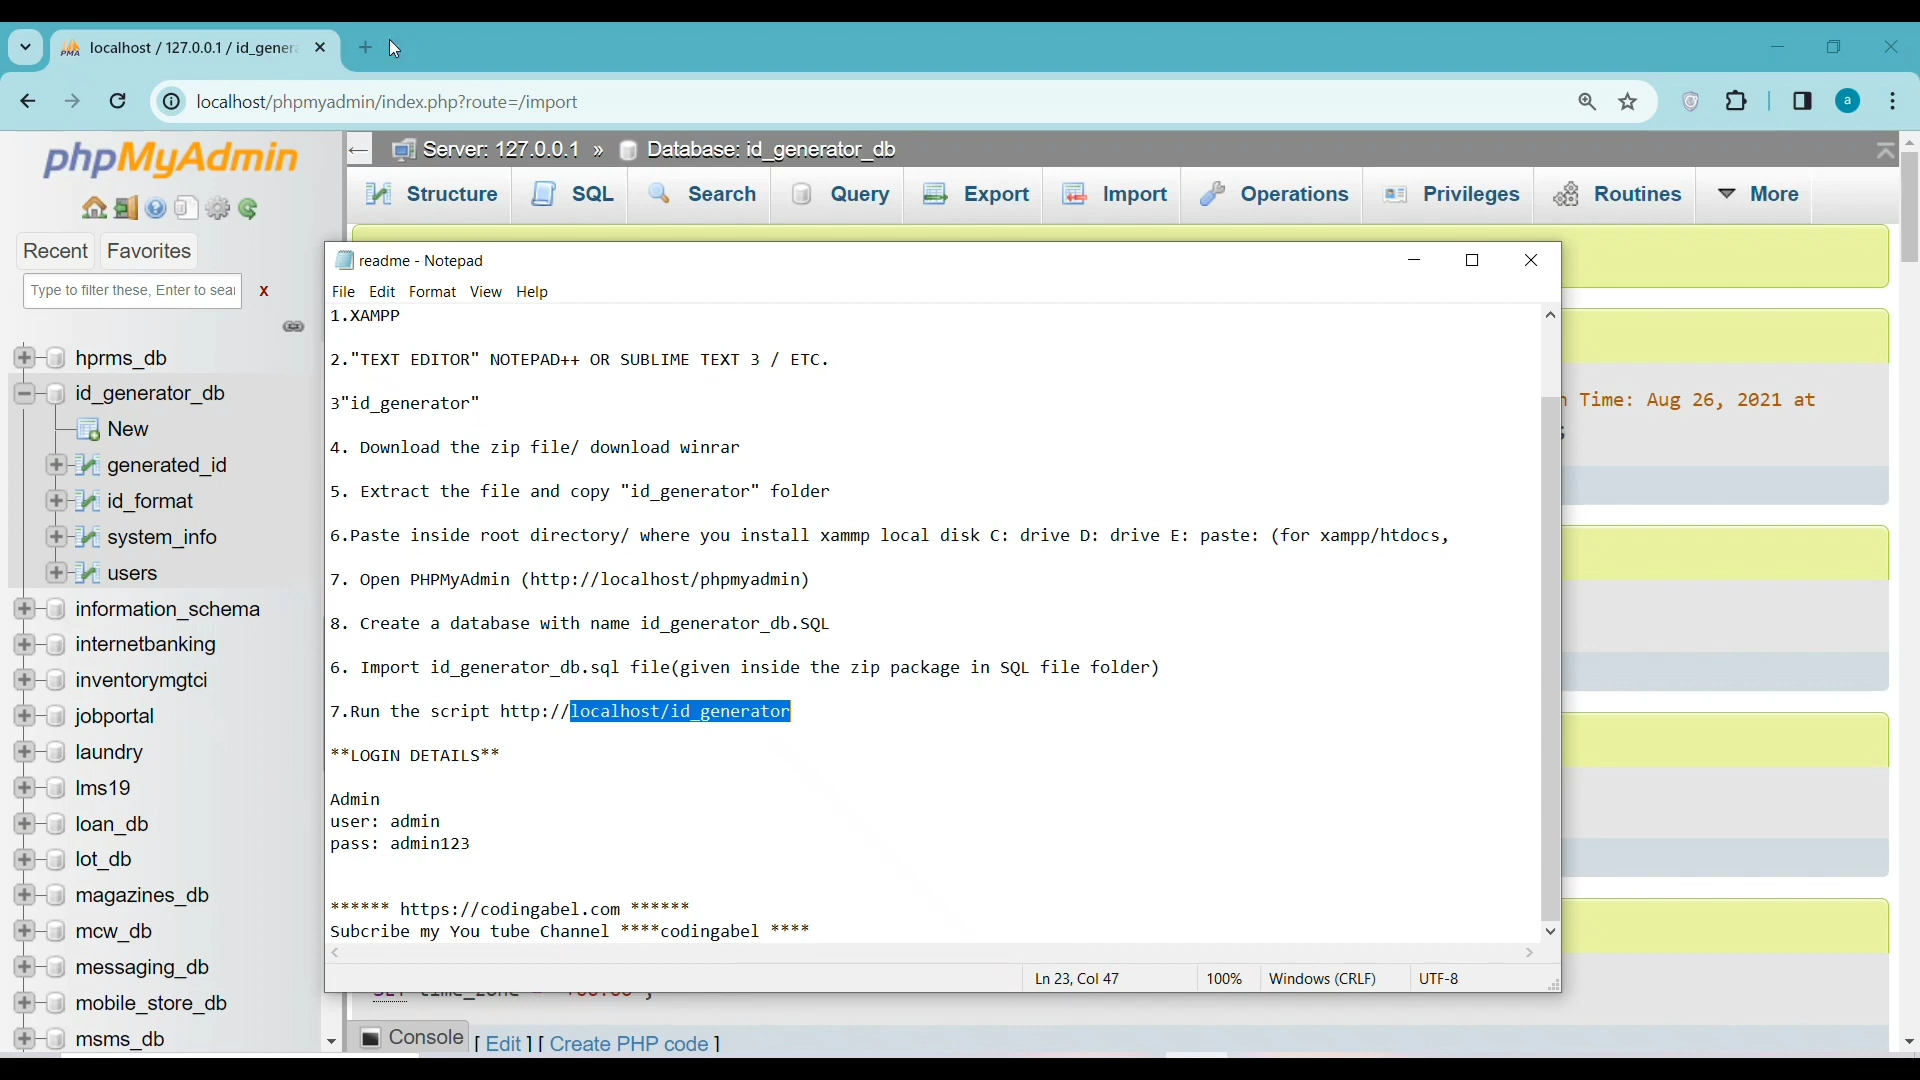 localhost / 127.0.0.1 / id_gener
localhost/phpmyadmin/index.php?route=/import
a
phpMyAdmin
Server: 127.0.0.1 » Database: id_generator_db
Structure SQL Search Query Export Import Operations Privileges Routines More
Recent Favorites
Type to filter these, Enter to sea
X
hprms_db
id_generator_db
New
generated_id
id_format
system_info
users
information_schema
internetbanking
inventorymgtci
jobportal
laundry
lms19
loan_db
lot_db
magazines_db
mcw_db
messaging_db
mobile_store_db
msms_db
readme - Notepad
File Edit Format View Help
1.XAMPP
2."TEXT EDITOR" NOTEPAD++ OR SUBLIME TEXT 3 / ETC.
3"id_generator"
4. Download the zip file/ download winrar
5. Extract the file and copy "id_generator" folder
6.Paste inside root directory/ where you install xammp local disk C: drive D: drive E: paste: (for xampp/htdocs,
7. Open PHPMyAdmin (http://localhost/phpmyadmin)
8. Create a database with name id_generator_db.SQL
6. Import id_generator_db.sql file(given inside the zip package in SQL file folder)
7.Run the script http://localhost/id_generator
**LOGIN DETAILS**
Admin
user: admin
pass: admin123
****** https://codingabel.com ******
Subcribe my You tube Channel ****codingabel ****
Ln 23, Col 47 100% Windows (CRLF) UTF-8
Time: Aug 26, 2021 at
Console
[ Edit ] [ Create PHP code ]